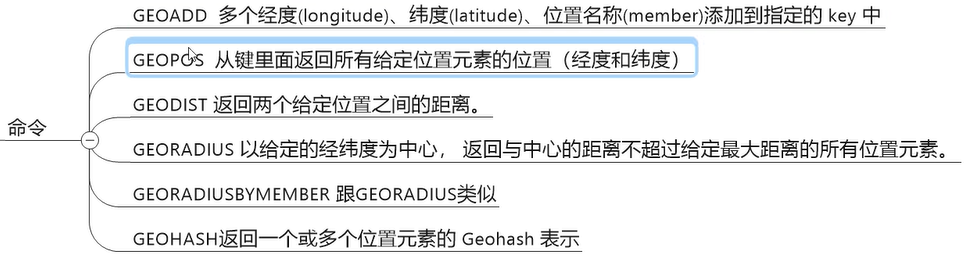 GEOADD 多个经度(longitude)、纬度(latitude)、位置名称(member)添加到指定的 key 中
GEOPOS 从键里面返回所有给定位置元素的位置（经度和纬度）
GEODIST 返回两个给定位置之间的距离。
命令
GEORADIUS 以给定的经纬度为中心， 返回与中心的距离不超过给定最大距离的所有位置元素。
GEORADIUSBYMEMBER 跟GEORADIUS类似
GEOHASH返回一个或多个位置元素的 Geohash 表示